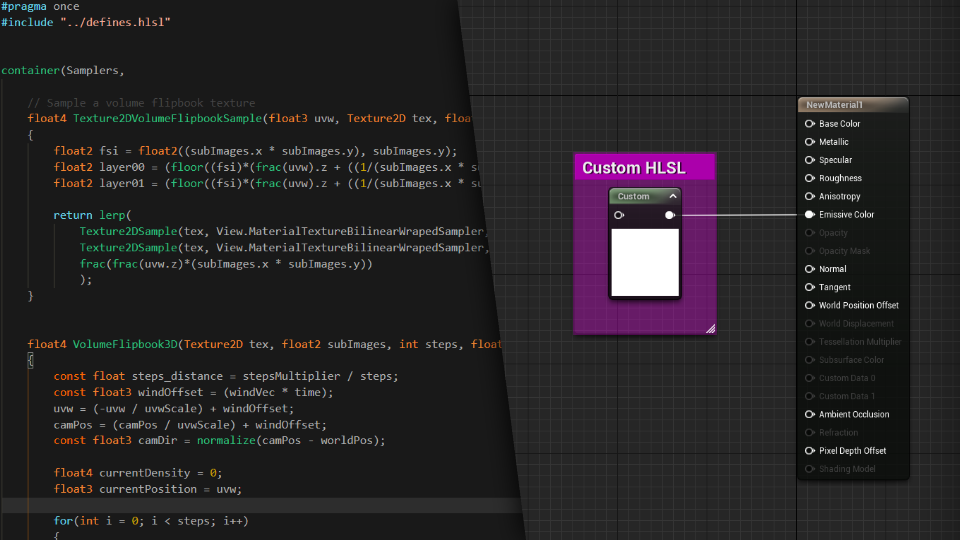 #pragma once
#include "../defines.hlsl"
container(Samplers,
// Sample a volume flipbook texture
float4 Texture2DVolumeFlipbookSample(float3 uvw, Texture2D tex,
{
float2 fsi = float2((subImages.x * subImages.y), subImages.y);
float2 layer00 = (floor((fsi)*(frac(uvw).z + ((1/(subImages.x *
float2 layer01 = (floor((fsi)*(frac(uvw).z + ((1/(subImages.x *
return lerp(
Texture2DSample(tex, View.MaterialTextureBilinearWrapedSampler,
Texture2DSample(tex, View.MaterialTextureBilinearWrapedSampler,
frac(frac(uvw.z)*(subImages.x * subImages.y))
);
}
float4 VolumeFlipbook3D(Texture2D tex, float2 subImages, int steps, float
{
const float steps_distance = stepsMultiplier / steps;
const float3 windOffset = (windVec * time);
uvw = (-uvw / uvwScale) + windOffset;
camPos = (camPos / uvwScale) + windOffset;
const float3 camDir = normalize(camPos - worldPos);
float4 currentDensity = 0;
float3 currentPosition = uvw;
for(int i = 0; i < steps; i++)
{
Custom HLSL
Custom
NewMaterial1
Base Color
Metallic
Specular
Roughness
Anisotropy
Emissive Color
Opacity
Opacity Mask
Normal
Tangent
World Position Offset
World Displacement
Tessellation Multiplier
Subsurface Color
Custom Data 0
Custom Data 1
Ambient Occlusion
Refraction
Pixel Depth Offset
Shading Model